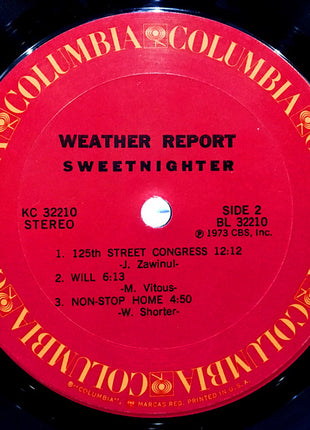 COLUMBIA COLUMBIA
WEATHER REPORT
SWEETNIGHTER
KC 32210
STEREO
SIDE 2
BL 32210
℗ 1973 CBS, Inc.
1. 125th STREET CONGRESS 12:12
-J. Zawinul-
2. WILL 6:13
-M. Vitous-
3. NON-STOP HOME 4:50
-W. Shorter-
COLUMBIA COLUMBIA
® "COLUMBIA", MARCAS REG. PRINTED IN U.S.A.